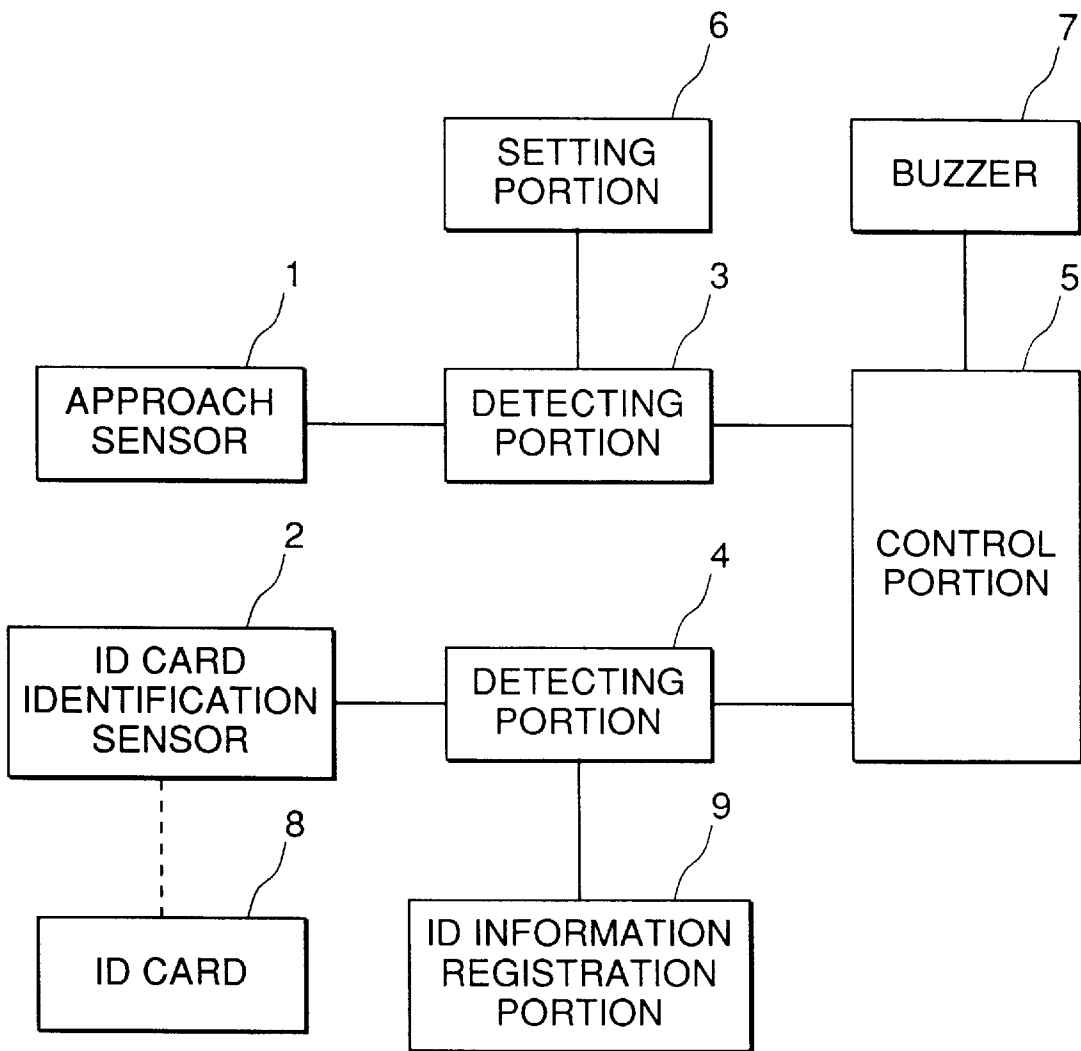 6
7
SETTING
PORTION
BUZZER
1
3
5
APPROACH
SENSOR
DETECTING
PORTION
CONTROL
PORTION
2
4
ID CARD
IDENTIFICATION
SENSOR
DETECTING
PORTION
8
9
ID CARD
ID INFORMATION
REGISTRATION
PORTION